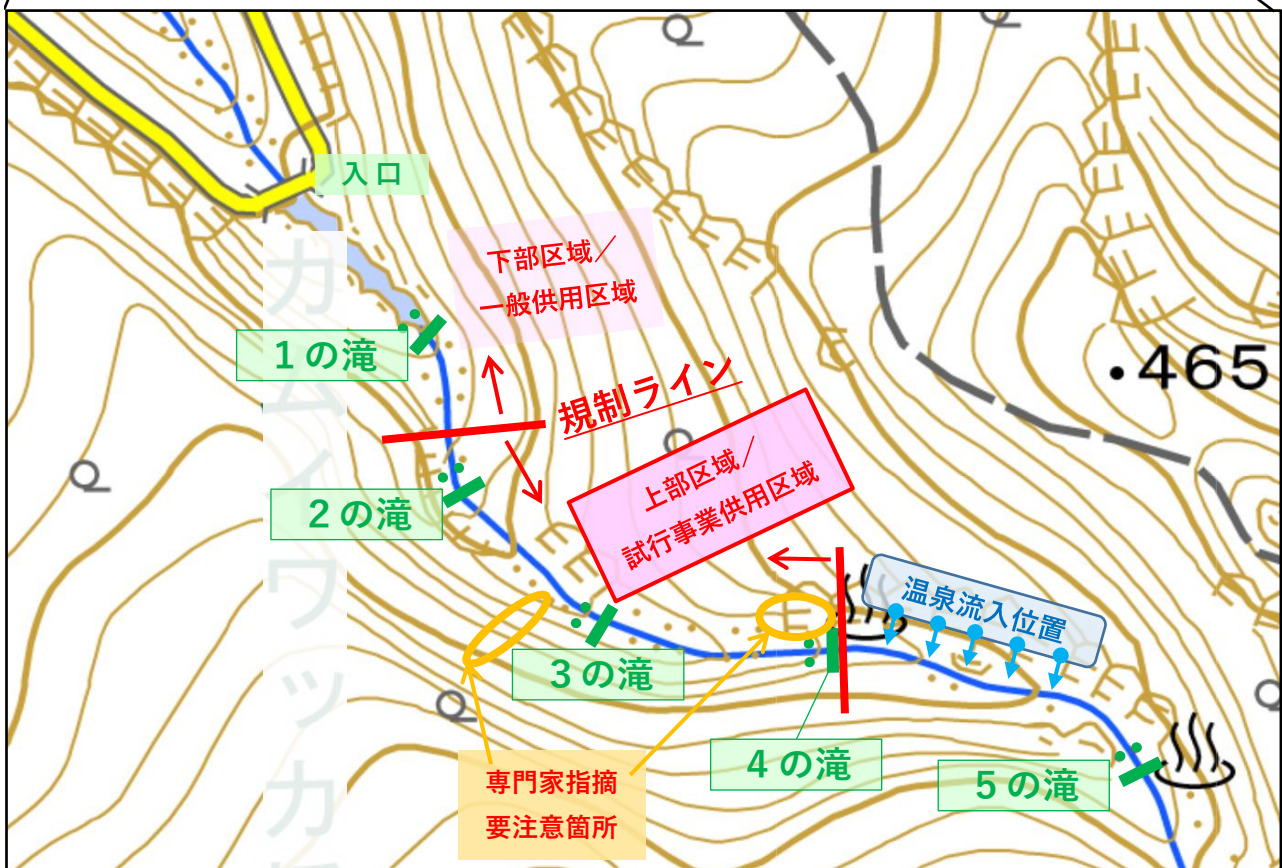 入口
下部区域／
一般供用区域
1の滝
規制ライン
・465
上部区域／
試行事業供用区域
2の滝
温泉流入位置
3の滝
4の滝
5の滝
専門家指摘
要注意箇所
カムイワッカ